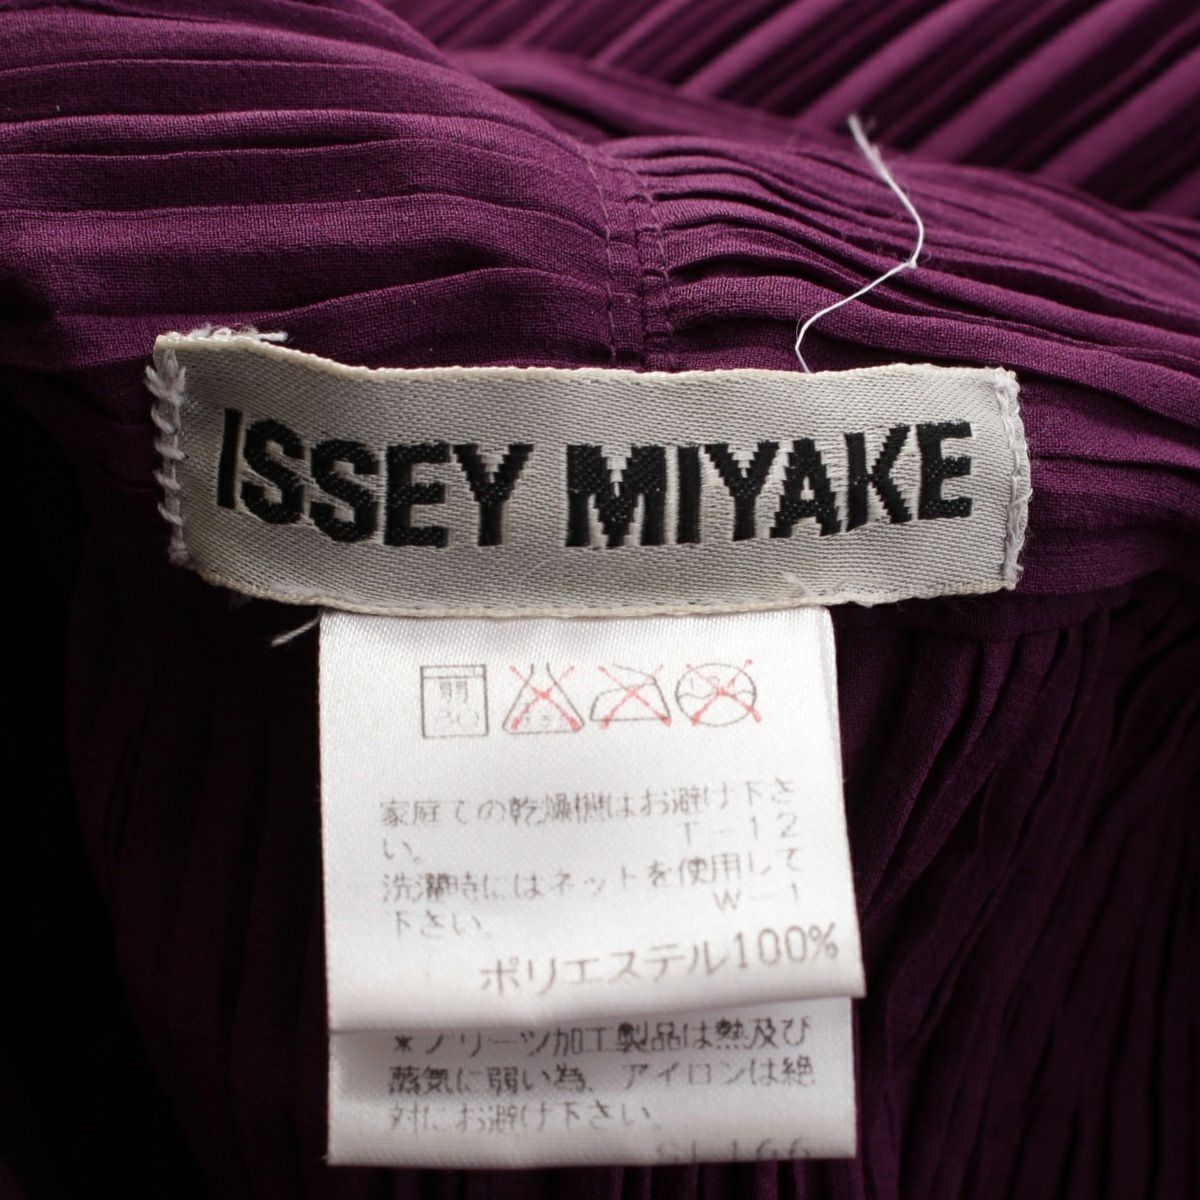 ISSEY MIYAKE
弱
30
家庭での乾燥機はお避け下さ
い。 T-12
洗濯時にはネットを使用して
下さい。 W-1
ポリエステル100%
*プリーツ加工製品は熱及び
蒸気に弱い為、アイロンは絶
対にお避け下さい。